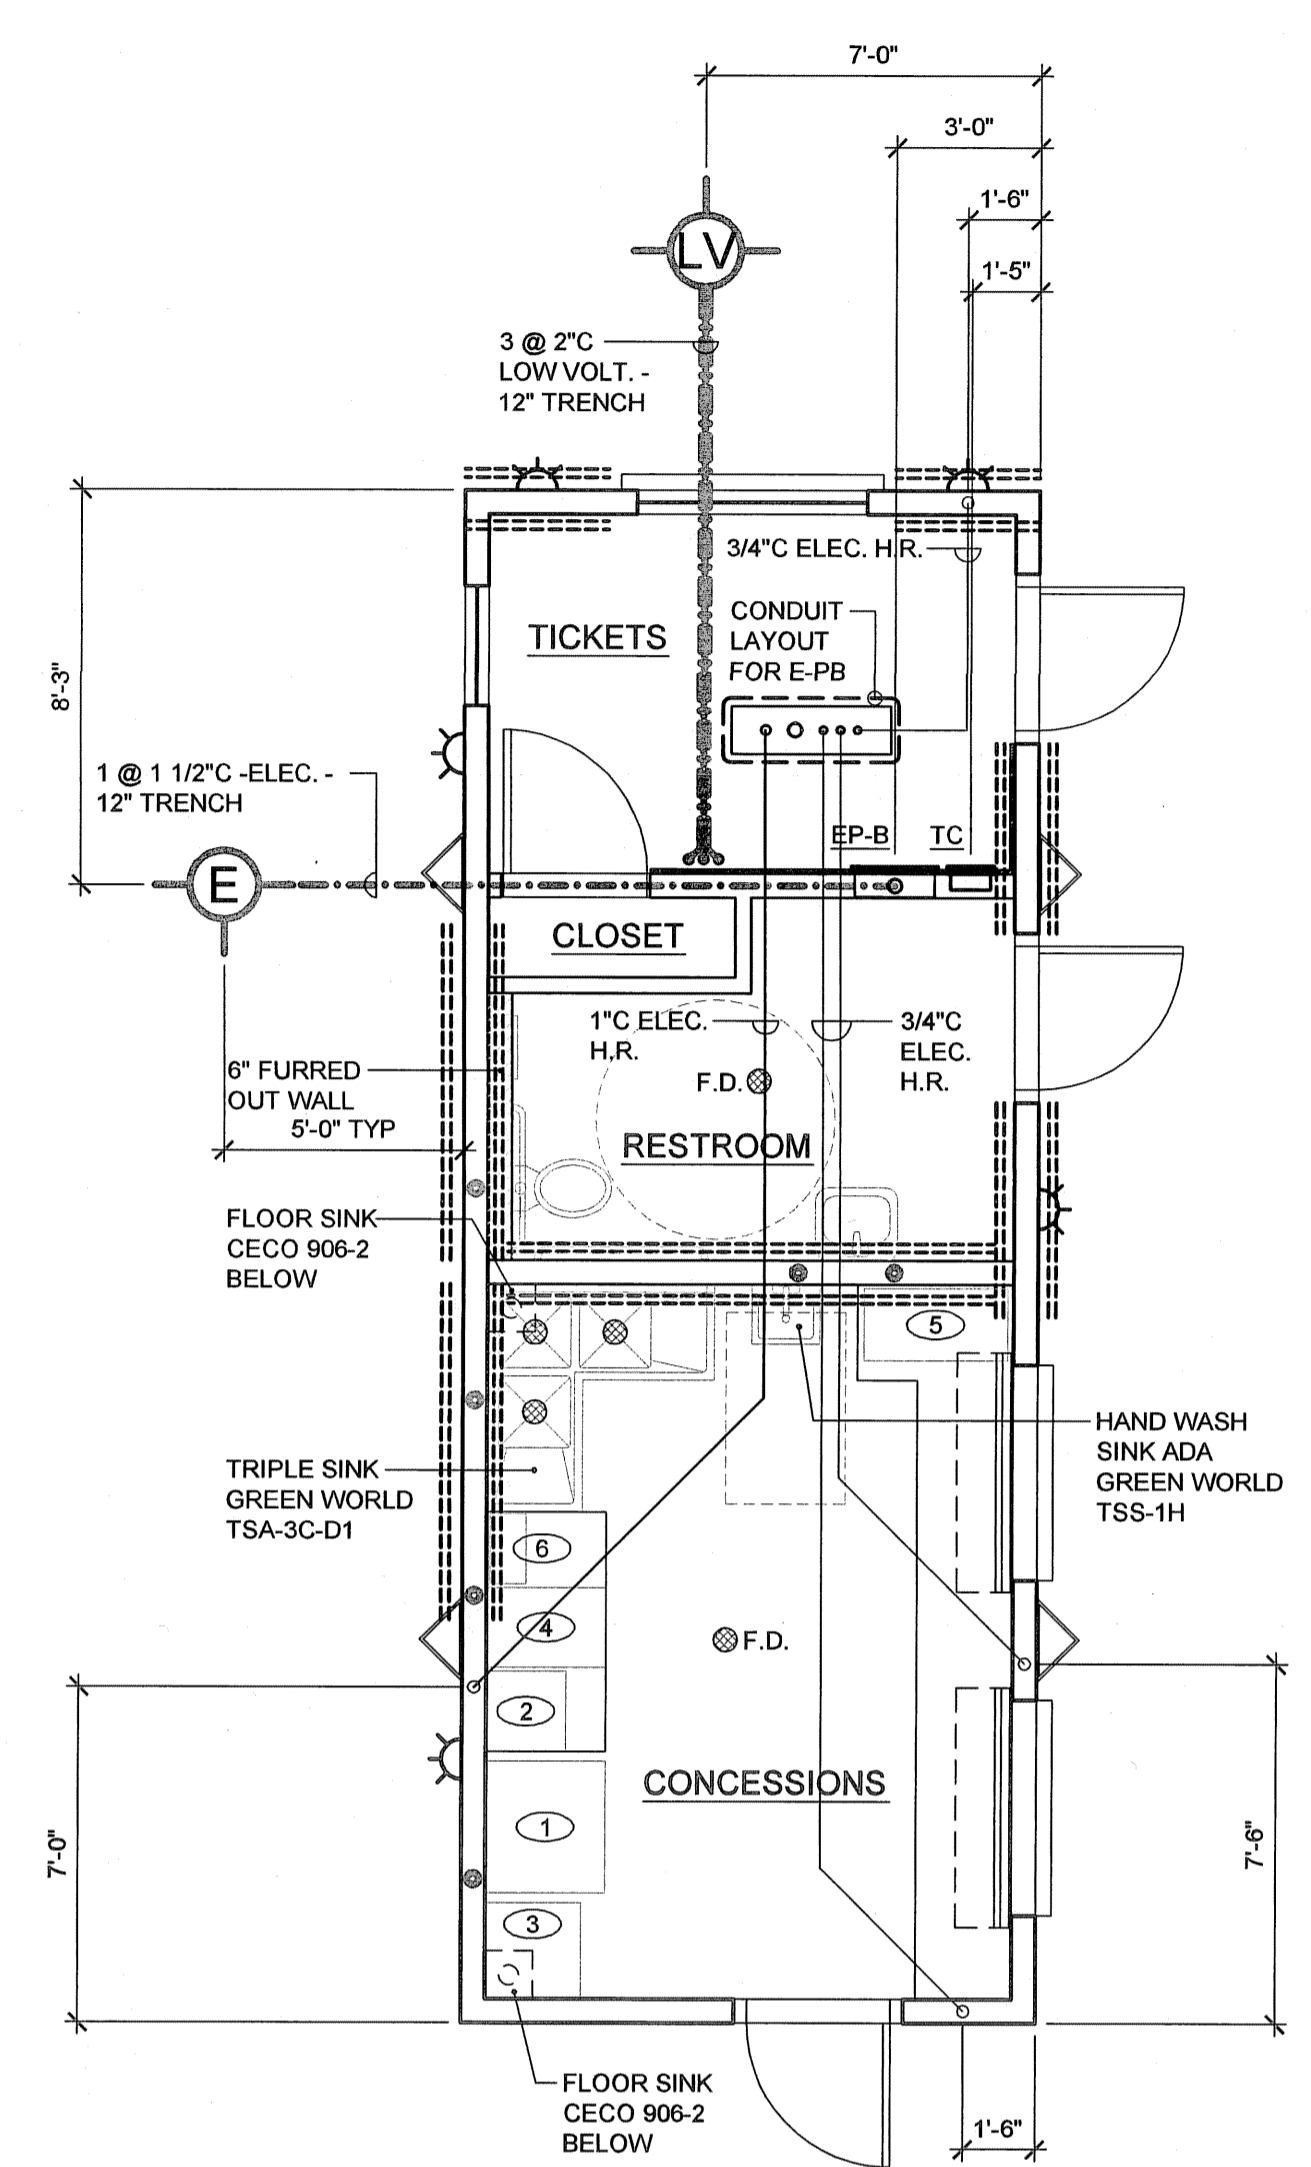 7'-0"
3'-0"
1'-6"
1'-5"
LV
3 @ 2"C
LOW VOLT. -
12" TRENCH
3/4"C ELEC. H.R.
TICKETS
CONDUIT
LAYOUT
FOR E-PB
8'-3"
1 @ 1 1/2"C -ELEC. -
12" TRENCH
EP-B
TC
E
CLOSET
1"C ELEC.
H.R.
3/4"C
ELEC.
H.R.
6" FURRED
OUT WALL
5'-0" TYP
F.D.
RESTROOM
FLOOR SINK
CECO 906-2
BELOW
5
HAND WASH
SINK ADA
GREEN WORLD
TSS-1H
TRIPLE SINK
GREEN WORLD
TSA-3C-D1
6
4
F.D.
2
CONCESSIONS
1
7'-0"
7'-6"
3
FLOOR SINK
CECO 906-2
BELOW
1'-6"